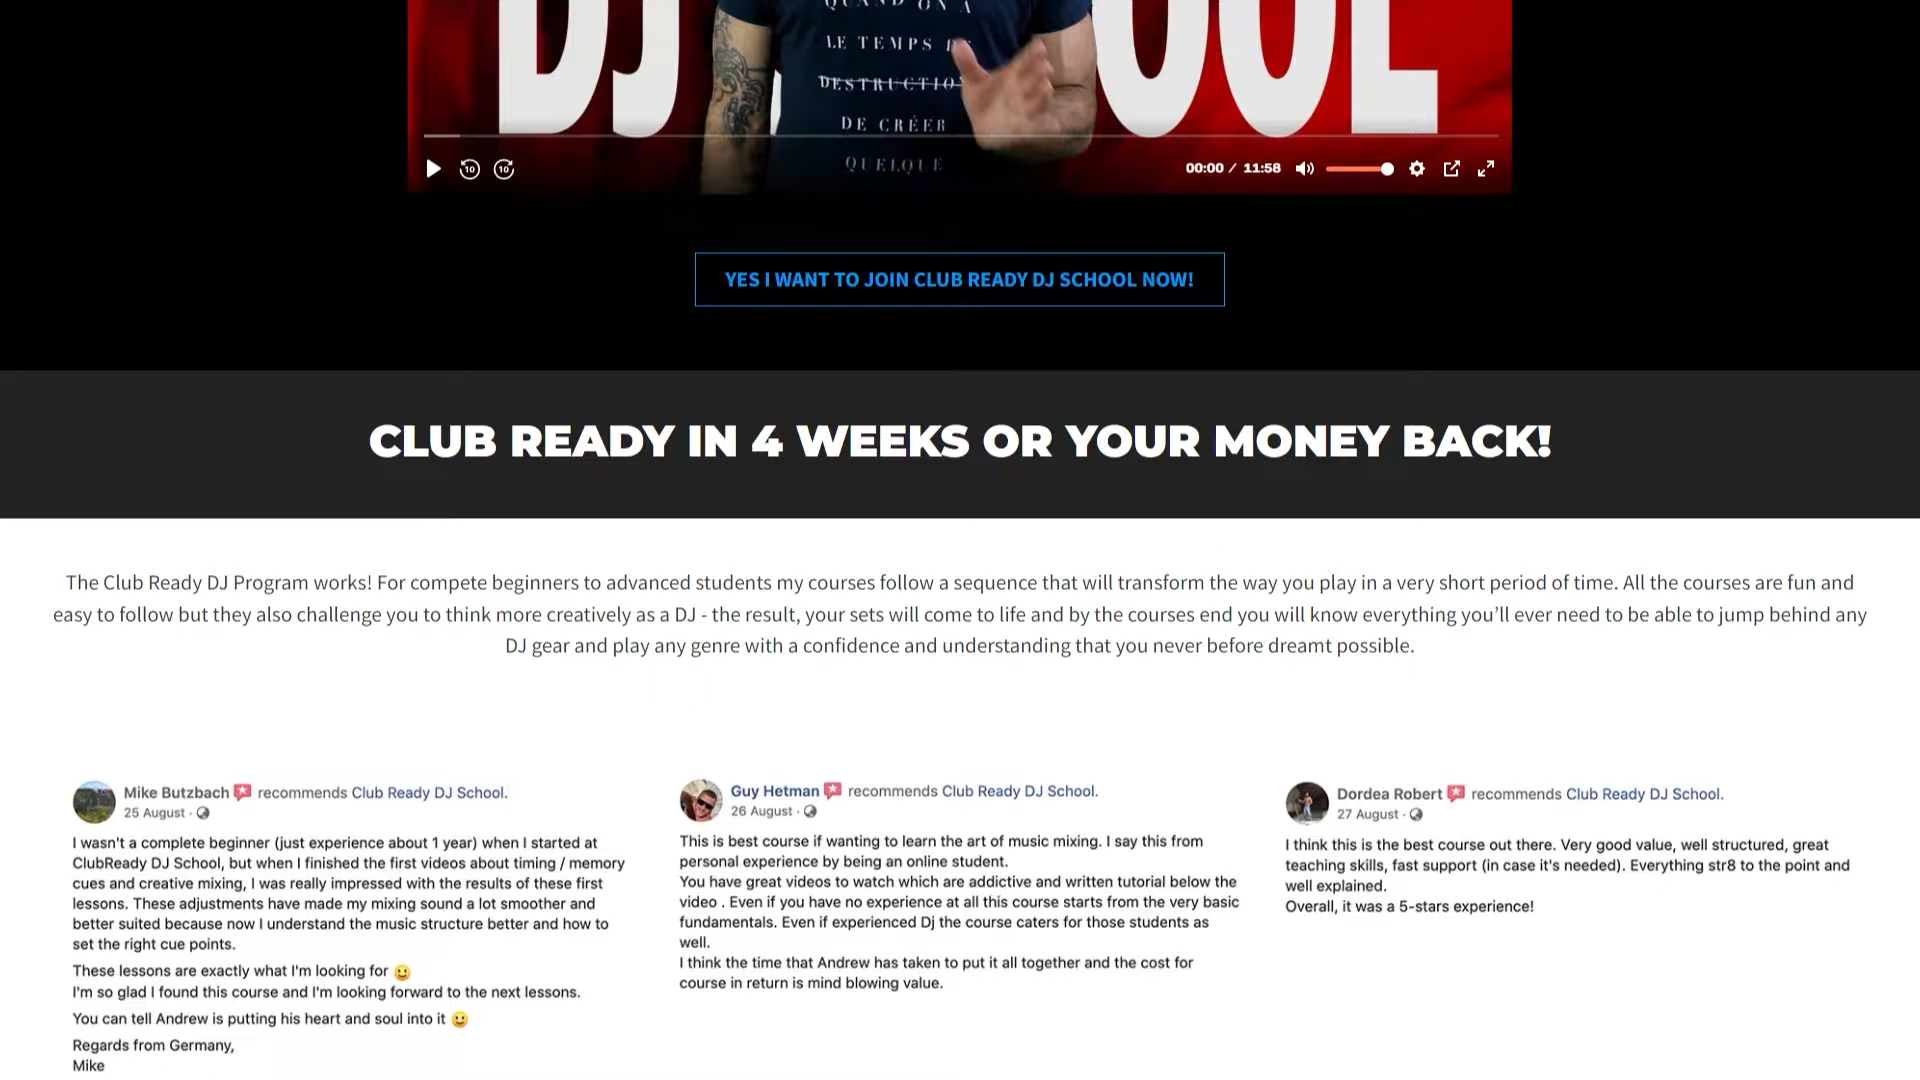 DJ SCHOOL
QUAND ON A
LE TEMPS DE
DESTRUCTION
DE CRÉER
QUELQUE
10 10 00:00 / 11:58
YES I WANT TO JOIN CLUB READY DJ SCHOOL NOW!
CLUB READY IN 4 WEEKS OR YOUR MONEY BACK!
The Club Ready DJ Program works! For compete beginners to advanced students my courses follow a sequence that will transform the way you play in a very short period of time. All the courses are fun and
easy to follow but they also challenge you to think more creatively as a DJ - the result, your sets will come to life and by the courses end you will know everything you’ll ever need to be able to jump behind any
DJ gear and play any genre with a confidence and understanding that you never before dreamt possible.
Mike Butzbach recommends Club Ready DJ School.
25 August ·
I wasn't a complete beginner (just experience about 1 year) when I started at
ClubReady DJ School, but when I finished the first videos about timing / memory
cues and creative mixing, I was really impressed with the results of these first
lessons. These adjustments have made my mixing sound a lot smoother and
better suited because now I understand the music structure better and how to
set the right cue points.
These lessons are exactly what I'm looking for 😃
I'm so glad I found this course and I'm looking forward to the next lessons.
You can tell Andrew is putting his heart and soul into it 😃
Regards from Germany,
Mike
Guy Hetman recommends Club Ready DJ School.
26 August ·
This is best course if wanting to learn the art of music mixing. I say this from
personal experience by being an online student.
You have great videos to watch which are addictive and written tutorial below the
video . Even if you have no experience at all this course starts from the very basic
fundamentals. Even if experienced Dj the course caters for those students as
well.
I think the time that Andrew has taken to put it all together and the cost for
course in return is mind blowing value.
Dordea Robert recommends Club Ready DJ School.
27 August ·
I think this is the best course out there. Very good value, well structured, great
teaching skills, fast support (in case it's needed). Everything str8 to the point and
well explained.
Overall, it was a 5-stars experience!